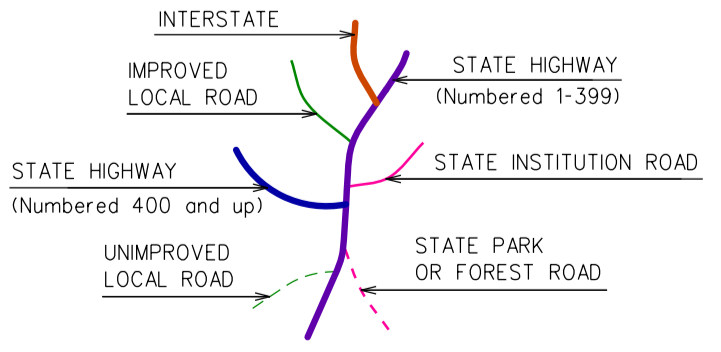 INTERSTATE
STATE HIGHWAY
(Numbered 1-399)
IMPROVED
LOCAL ROAD
STATE INSTITUTION ROAD
STATE HIGHWAY
(Numbered 400 and up)
UNIMPROVED
LOCAL ROAD
STATE PARK
OR FOREST ROAD